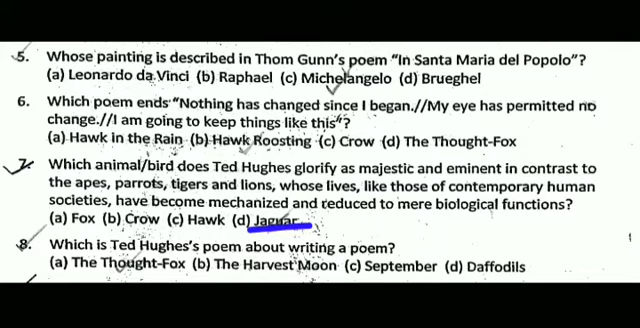 5. Whose painting is described in Thom Gunn's poem "In Santa Maria del Popolo"?
(a) Leonardo da Vinci (b) Raphael (c) Michelangelo (d) Brueghel
6. Which poem ends "Nothing has changed since I began.//My eye has permitted no
change.//I am going to keep things like this"?
(a) Hawk in the Rain (b) Hawk Roosting (c) Crow (d) The Thought-Fox
7. Which animal/bird does Ted Hughes glorify as majestic and eminent in contrast to
the apes, parrots, tigers and lions, whose lives, like those of contemporary human
societies, have become mechanized and reduced to mere biological functions?
(a) Fox (b) Crow (c) Hawk (d) Jaguar
8. Which is Ted Hughes's poem about writing a poem?
(a) The Thought-Fox (b) The Harvest Moon (c) September (d) Daffodils